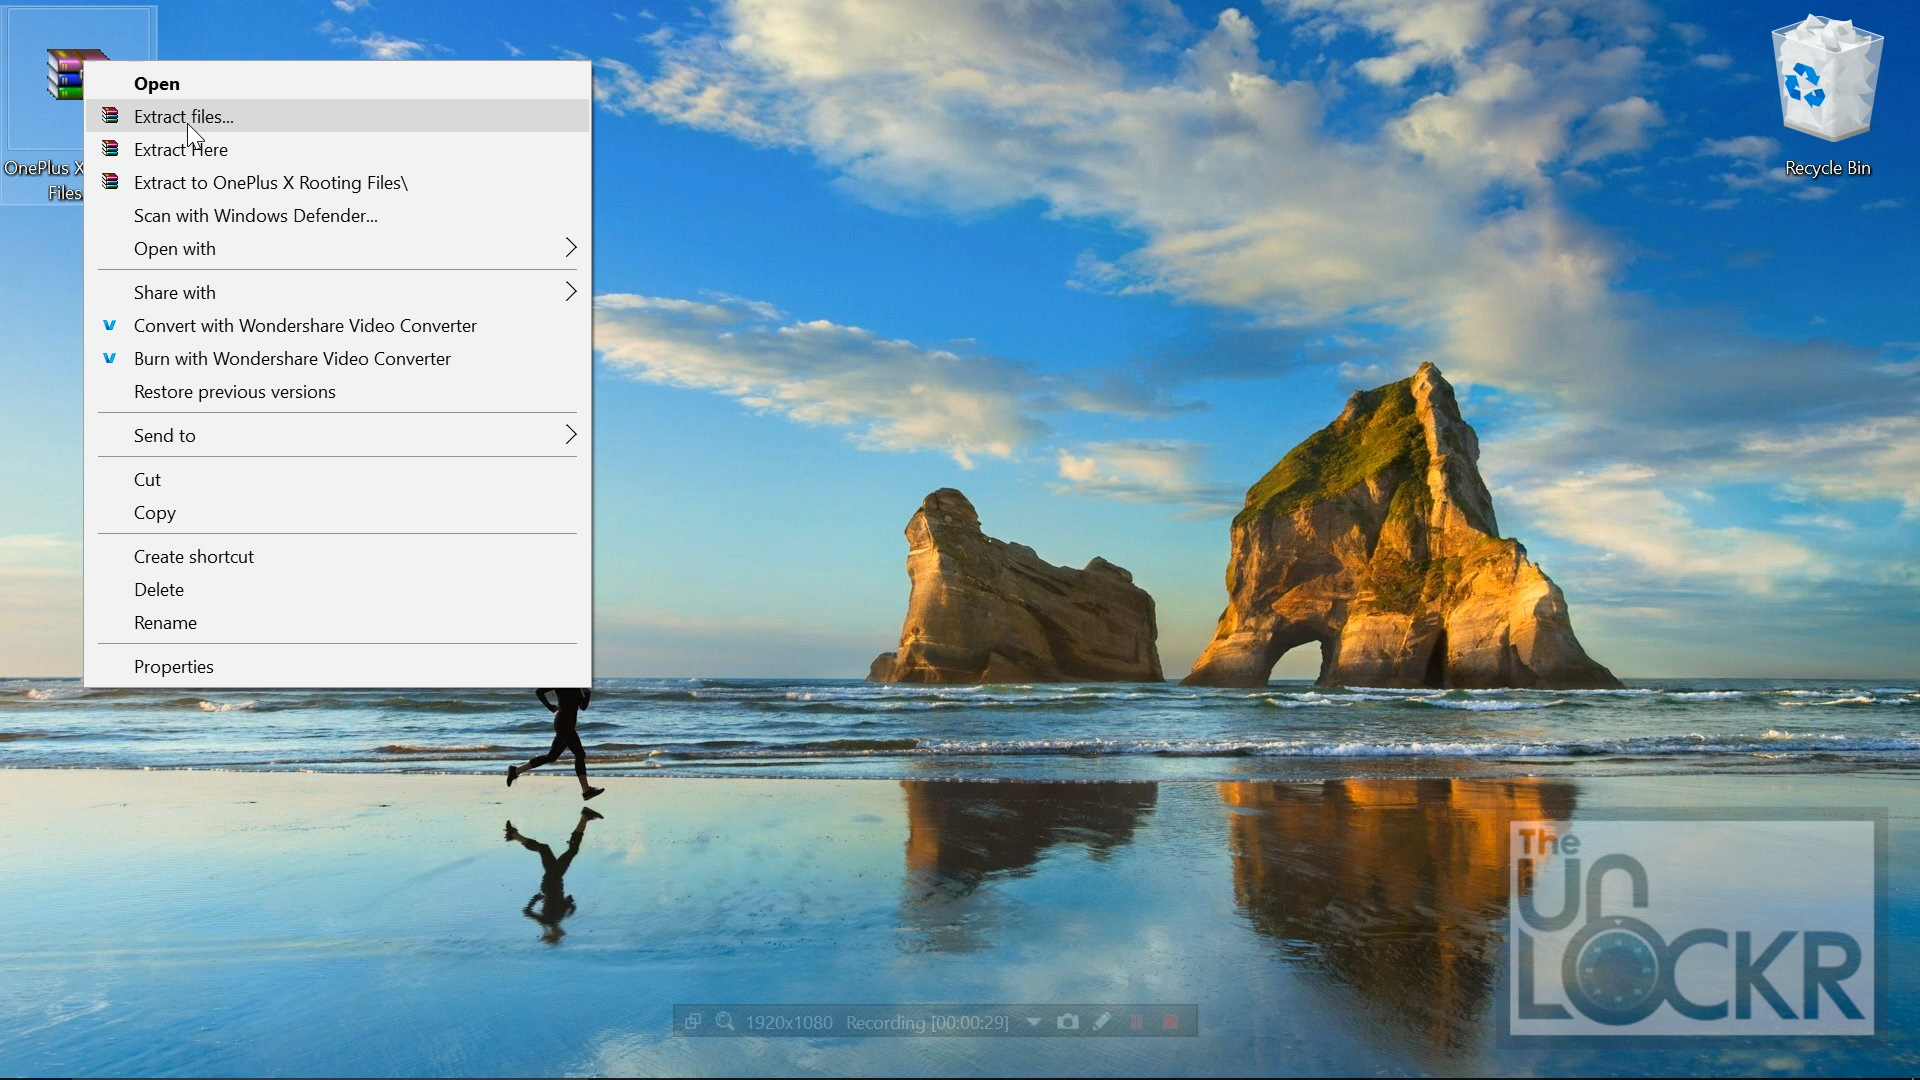 Open
Extract files...
Extract Here
Extract to OnePlus X Rooting Files\
Scan with Windows Defender...
Open with
Share with
Convert with Wondershare Video Converter
Burn with Wondershare Video Converter
Restore previous versions
Send to
Cut
Copy
Create shortcut
Delete
Rename
Properties
OnePlus X
Files
Recycle Bin
1920x1080 Recording [00:00:29]
The
UN
LOCKR